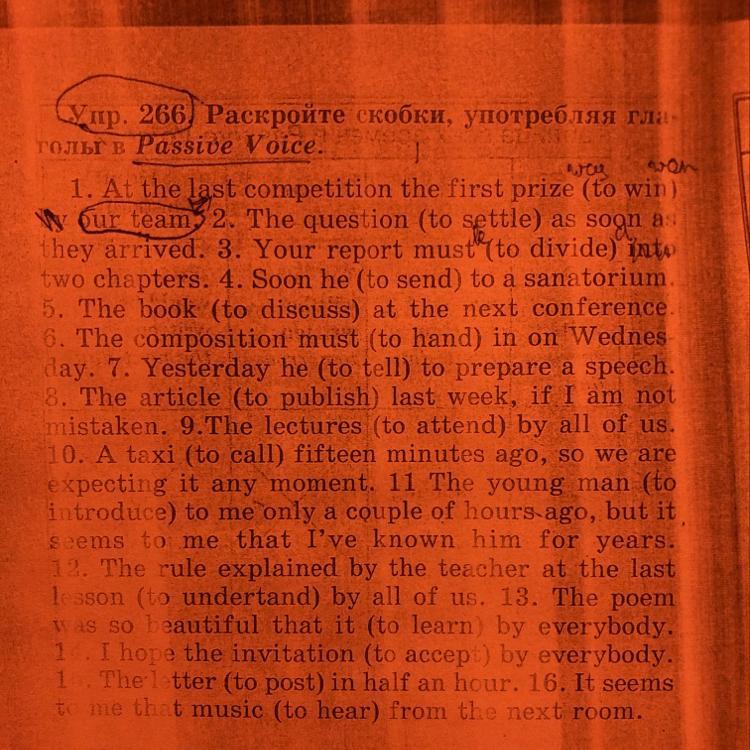 Упр. 266. Раскройте скобки, употребляя гла-
голы в Passive Voice.
was won
1. At the last competition the first prize (to win)
by our team. 2. The question (to settle) as soon as
be d
they arrived. 3. Your report must (to divide) into
two chapters. 4. Soon he (to send) to a sanatorium.
5. The book (to discuss) at the next conference.
6. The composition must (to hand) in on Wednes-
day. 7. Yesterday he (to tell) to prepare a speech.
8. The article (to publish) last week, if I am not
mistaken. 9.The lectures (to attend) by all of us.
10. A taxi (to call) fifteen minutes ago, so we are
expecting it any moment. 11 The young man (to
introduce) to me only a couple of hours ago, but it
seems to me that I've known him for years.
12. The rule explained by the teacher at the last
lesson (to undertand) by all of us. 13. The poem
was so beautiful that it (to learn) by everybody.
14. I hope the invitation (to accept) by everybody.
15. The letter (to post) in half an hour. 16. It seems
to me that music (to hear) from the next room.